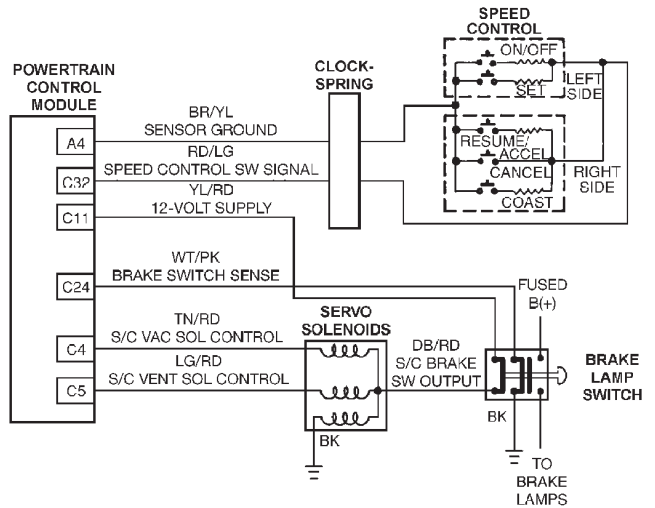 SPEED
CONTROL
ON/OFF
SET
LEFT
SIDE
RESUME/
ACCEL
CANCEL
COAST
RIGHT
SIDE
CLOCK-
SPRING
POWERTRAIN
CONTROL
MODULE
A4
BR/YL
SENSOR GROUND
C32
RD/LG
SPEED CONTROL SW SIGNAL
C11
YL/RD
12-VOLT SUPPLY
C24
WT/PK
BRAKE SWITCH SENSE
C4
TN/RD
S/C VAC SOL CONTROL
C5
LG/RD
S/C VENT SOL CONTROL
SERVO
SOLENOIDS
BK
DB/RD
S/C BRAKE
SW OUTPUT
FUSED
B(+)
BRAKE
LAMP
SWITCH
BK
TO
BRAKE
LAMPS